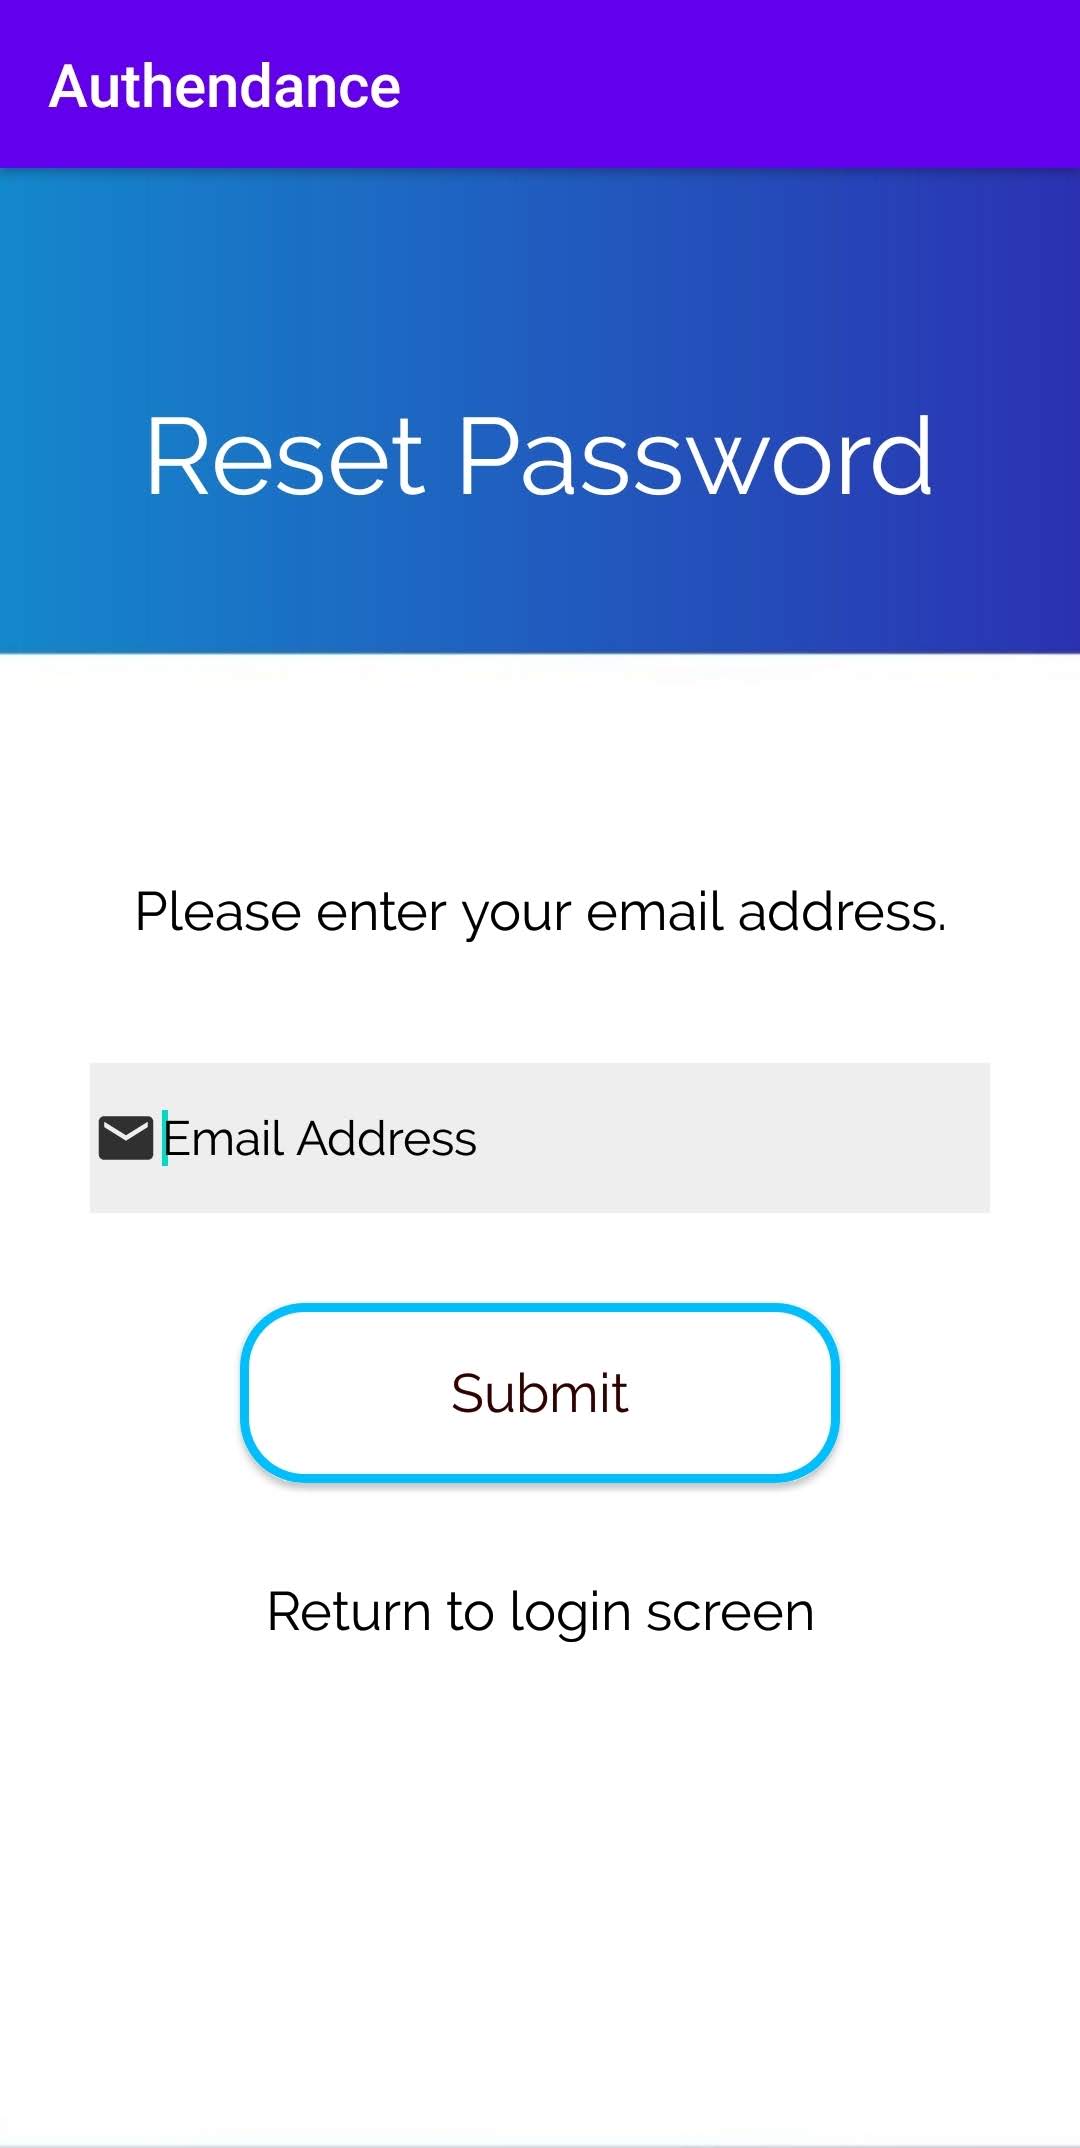 Authendance
Reset Password
Please enter your email address.
Email Address
Submit
Return to login screen